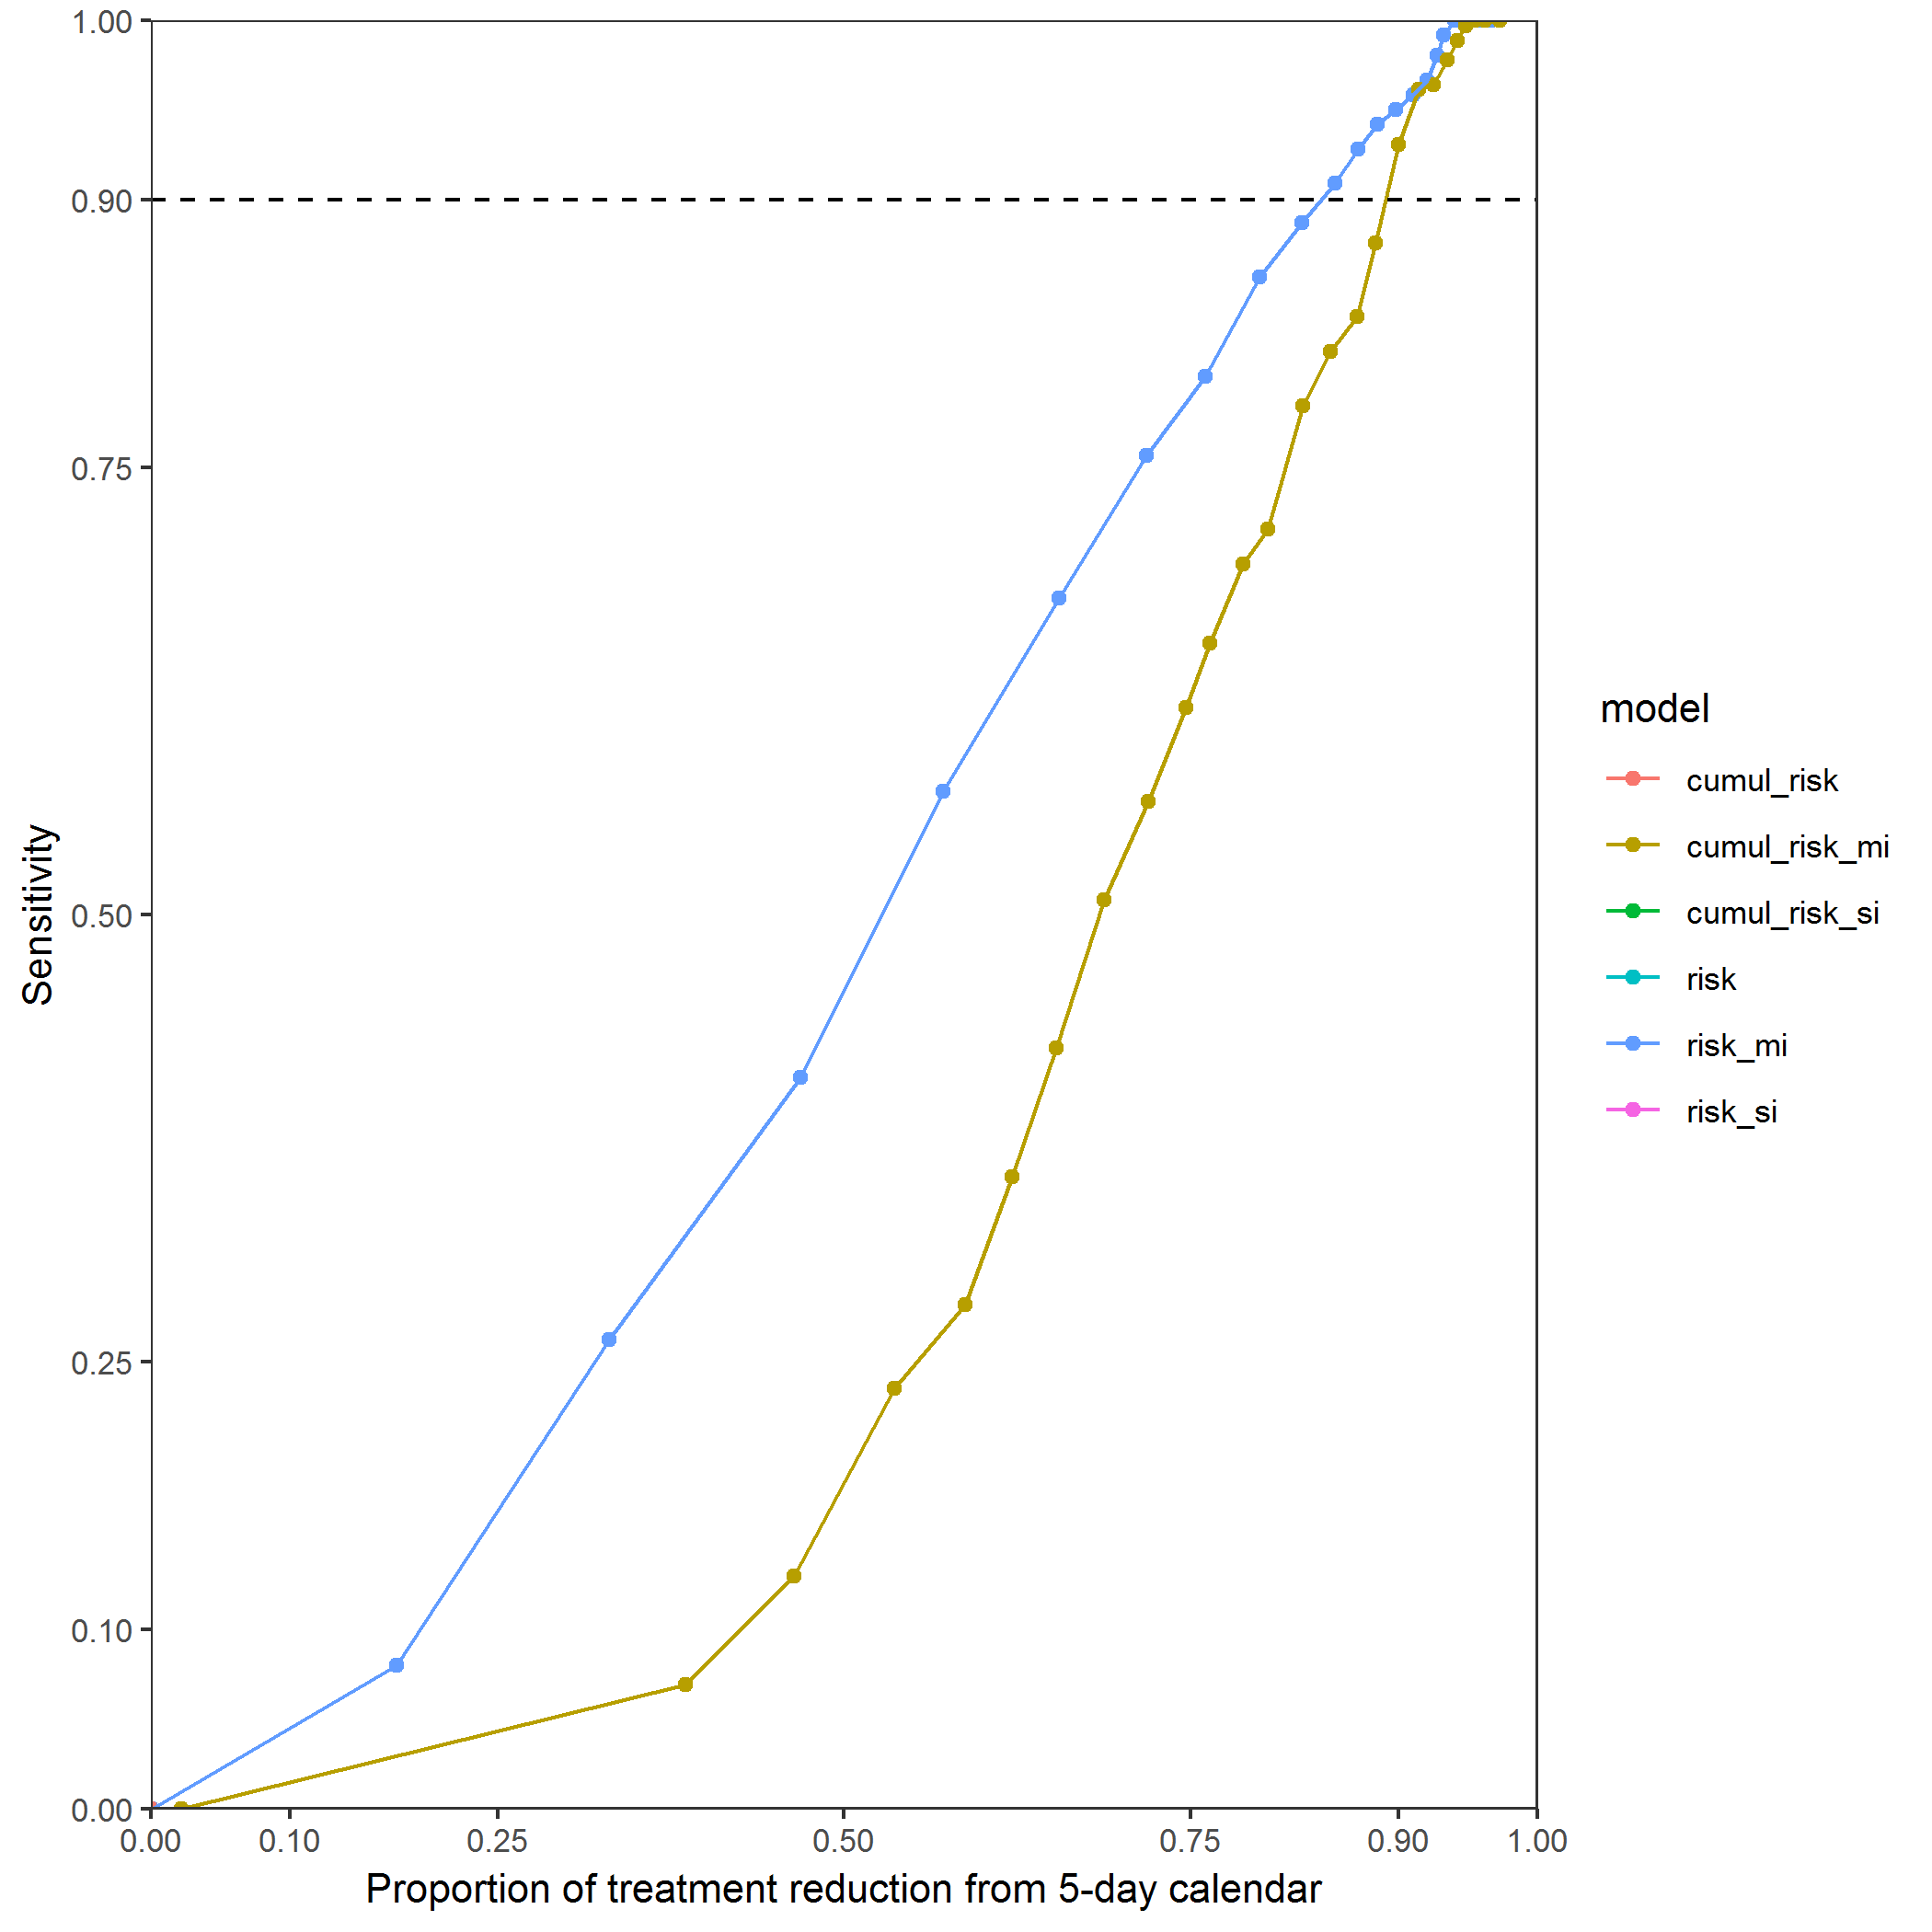 1.00
0.90
0.75
0.50
0.25
0.10
0.00
Sensitivity
0.00 0.10 0.25 0.50 0.75 0.90 1.00
Proportion of treatment reduction from 5-day calendar
model
cumul_risk
cumul_risk_mi
cumul_risk_si
risk
risk_mi
risk_si